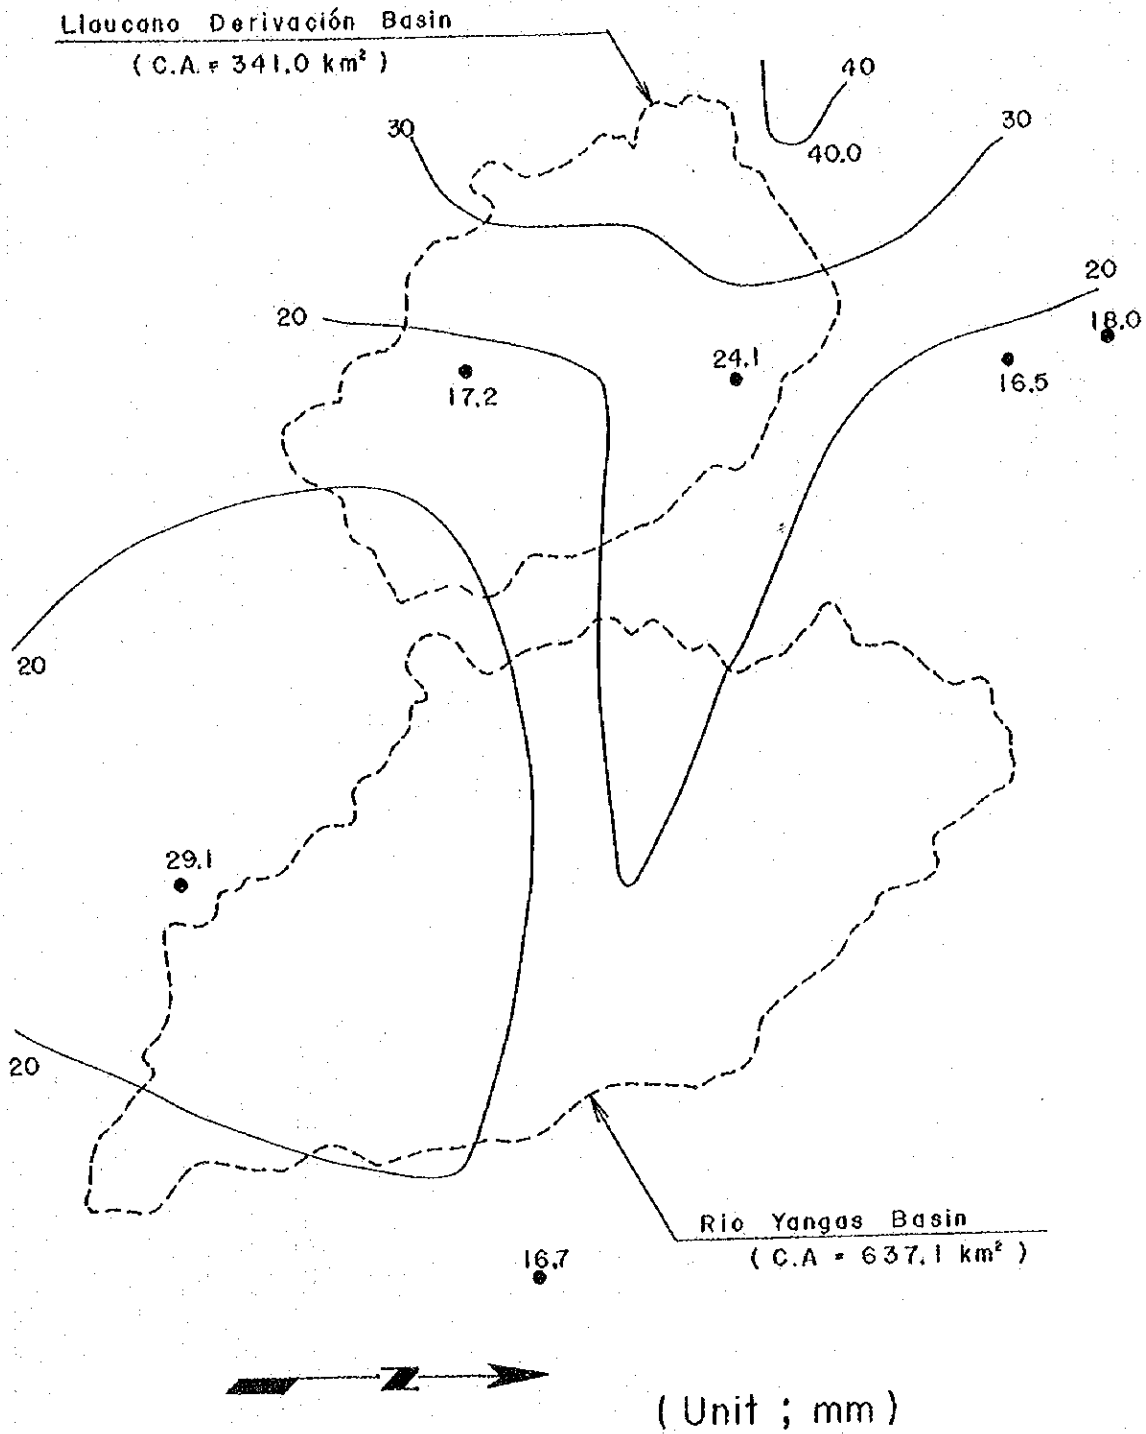 Llaucano Derivación Basin
( C.A. = 341.0 km² )
40
30
40.0
30
20
20
18.0
24.1
16.5
17.2
20
29.1
20
Rio Yangas Basin
( C.A = 637.1 km² )
16.7
N
( Unit ; mm )